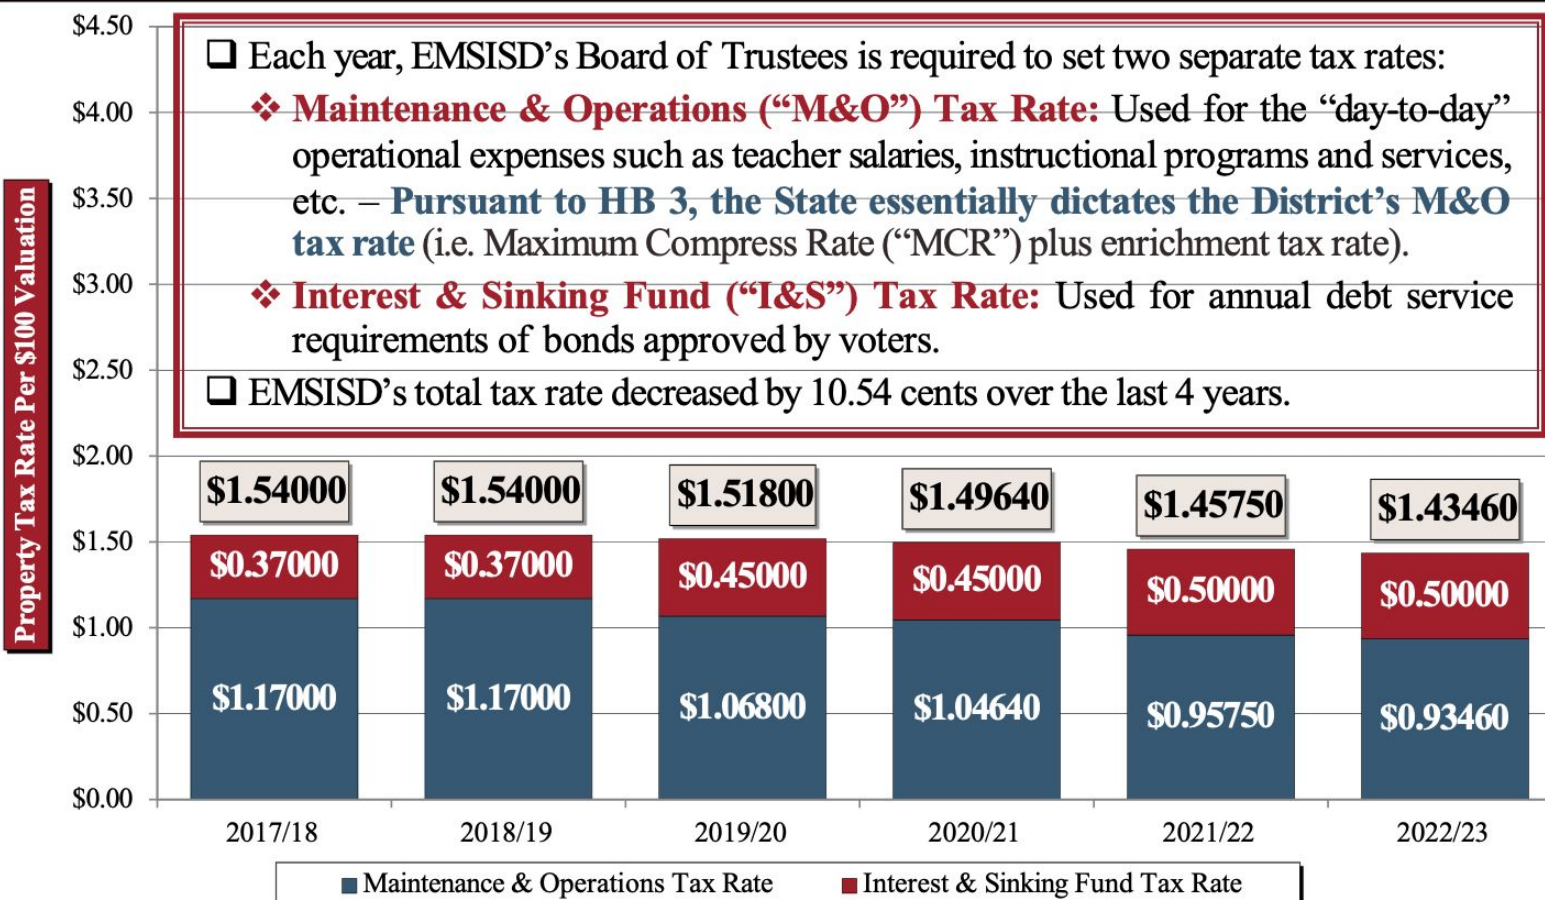 $4.50
$4.00
$3.50
$3.00
$2.50
$2.00
$1.50
$1.00
$0.50
$0.00
Property Tax Rate Per $100 Valuation
❑ Each year, EMSISD's Board of Trustees is required to set two separate tax rates:
❖ Maintenance & Operations ("M&O") Tax Rate: Used for the "day-to-day"
operational expenses such as teacher salaries, instructional programs and services,
etc. – Pursuant to HB 3, the State essentially dictates the District's M&O
tax rate (i.e. Maximum Compress Rate ("MCR") plus enrichment tax rate).
❖ Interest & Sinking Fund ("I&S") Tax Rate: Used for annual debt service
requirements of bonds approved by voters.
❑ EMSISD's total tax rate decreased by 10.54 cents over the last 4 years.
$1.54000 $1.54000 $1.51800 $1.49640 $1.45750 $1.43460
$0.37000 $0.37000 $0.45000 $0.45000 $0.50000 $0.50000
$1.17000 $1.17000 $1.06800 $1.04640 $0.95750 $0.93460
2017/18 2018/19 2019/20 2020/21 2021/22 2022/23
Maintenance & Operations Tax Rate Interest & Sinking Fund Tax Rate